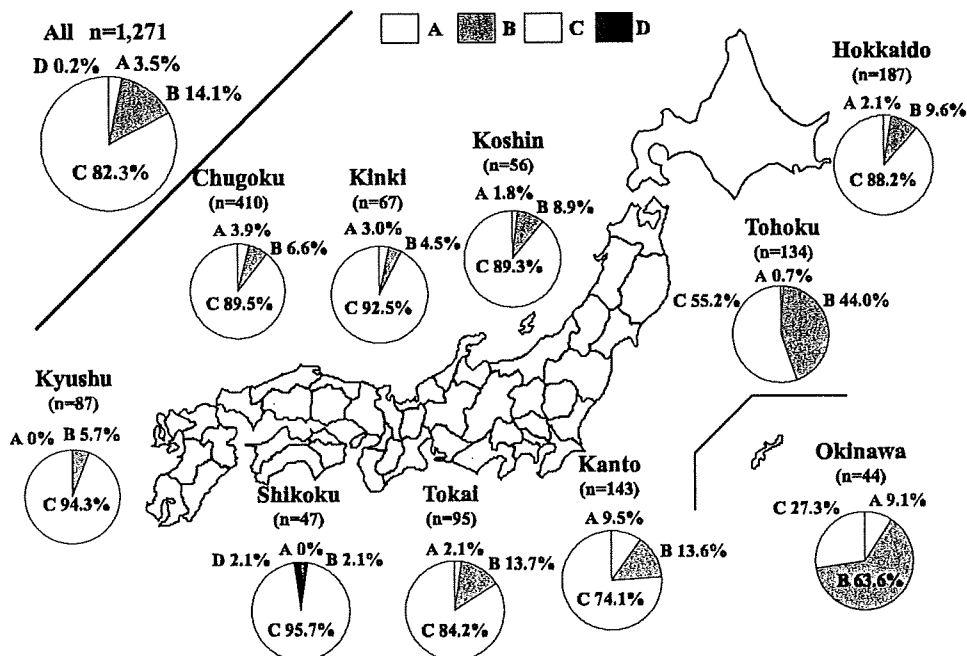 All n=1,271
D 0.2% A 3.5%
B 14.1%
C 82.3%
A B C D
Hokkaido
(n=187)
A 2.1% B 9.6%
C 88.2%
Koshin
(n=56)
A 1.8% B 8.9%
C 89.3%
Chugoku
(n=410)
A 3.9%
B 6.6%
C 89.5%
Kinki
(n=67)
A 3.0%
B 4.5%
C 92.5%
Tohoku
(n=134)
A 0.7%
C 55.2% B 44.0%
Kyushu
(n=87)
A 0% B 5.7%
C 94.3%
Shikoku
(n=47)
D 2.1% A 0% B 2.1%
C 95.7%
Tokai
(n=95)
A 2.1%
B 13.7%
C 84.2%
Kanto
(n=143)
A 9.5%
B 13.6%
C 74.1%
Okinawa
(n=44)
C 27.3% A 9.1%
B 63.6%